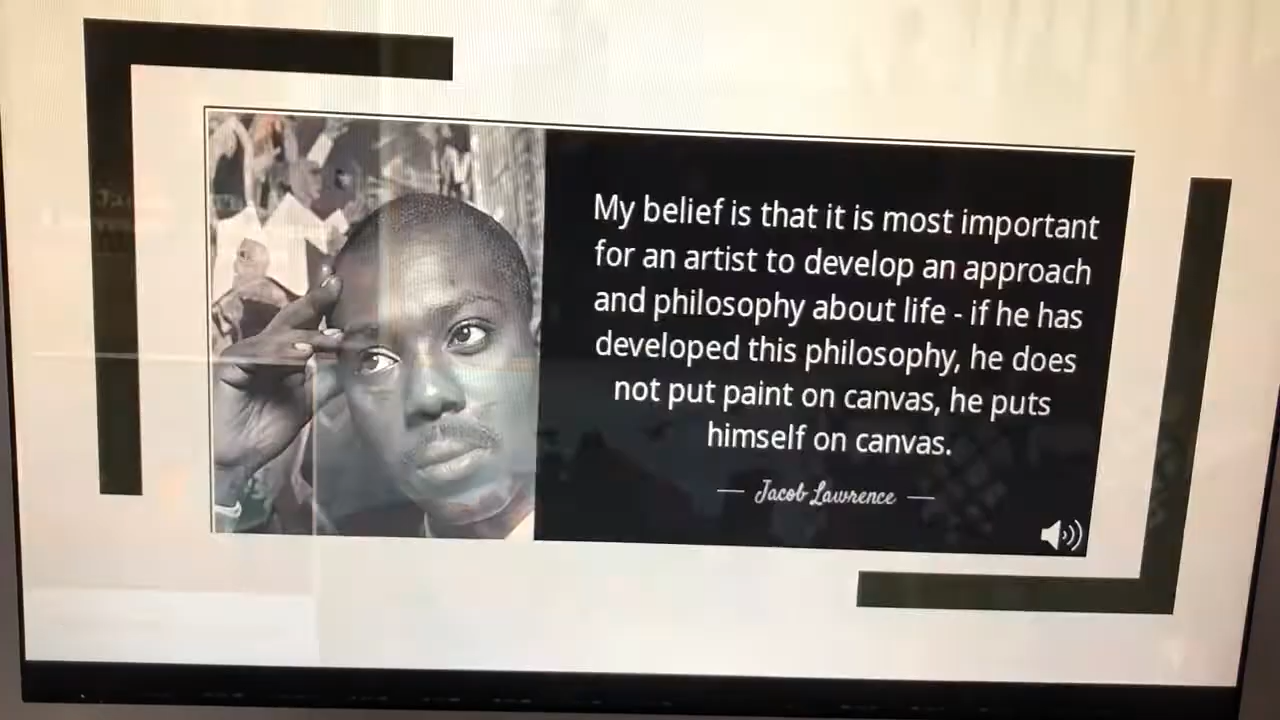 My belief is that it is most important
for an artist to develop an approach
and philosophy about life - if he has
developed this philosophy, he does
not put paint on canvas, he puts
himself on canvas.
— Jacob Lawrence —